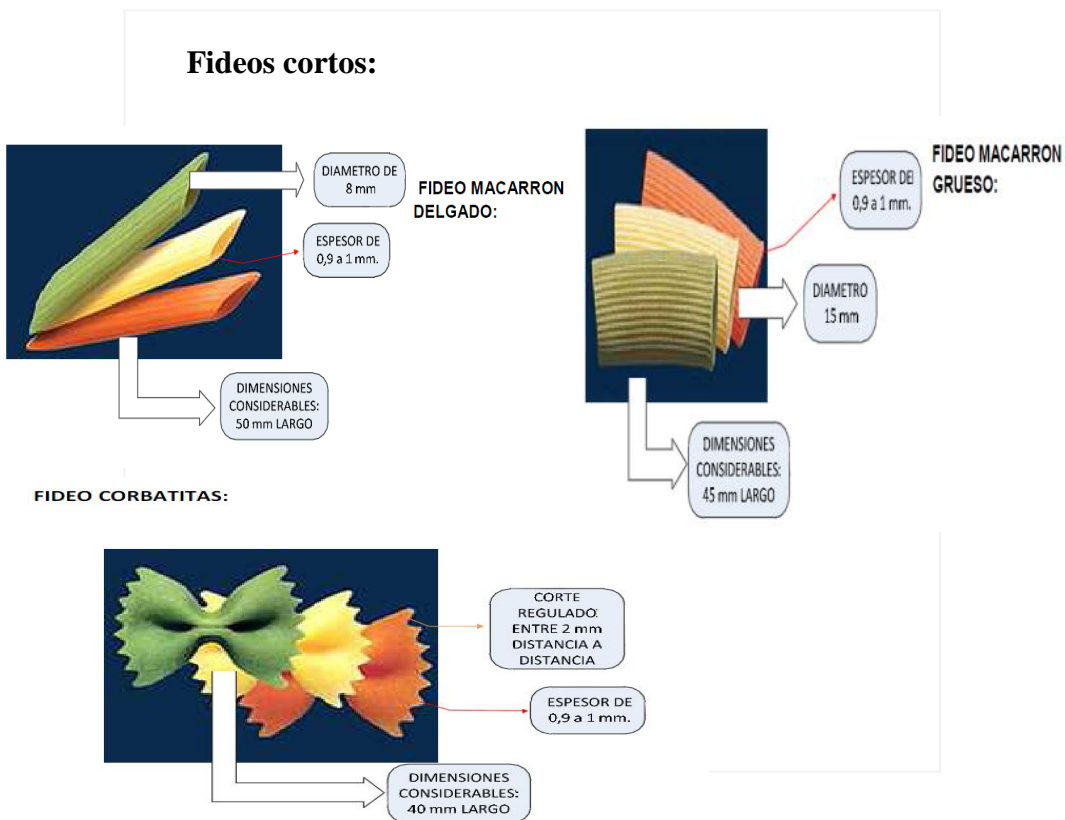 Fideos cortos:
FIDEO MACARRON
DELGADO:
DIAMETRO DE
8 mm
ESPESOR DE
0,9 a 1 mm.
DIMENSIONES
CONSIDERABLES:
50 mm LARGO
FIDEO MACARRON
GRUESO:
ESPESOR DE
0,9 a 1 mm.
DIAMETRO
15 mm
DIMENSIONES
CONSIDERABLES:
45 mm LARGO
FIDEO CORBATITAS:
CORTE
REGULADO:
ENTRE 2 mm
DISTANCIA A
DISTANCIA
ESPESOR DE
0,9 a 1 mm.
DIMENSIONES
CONSIDERABLES:
40 mm LARGO